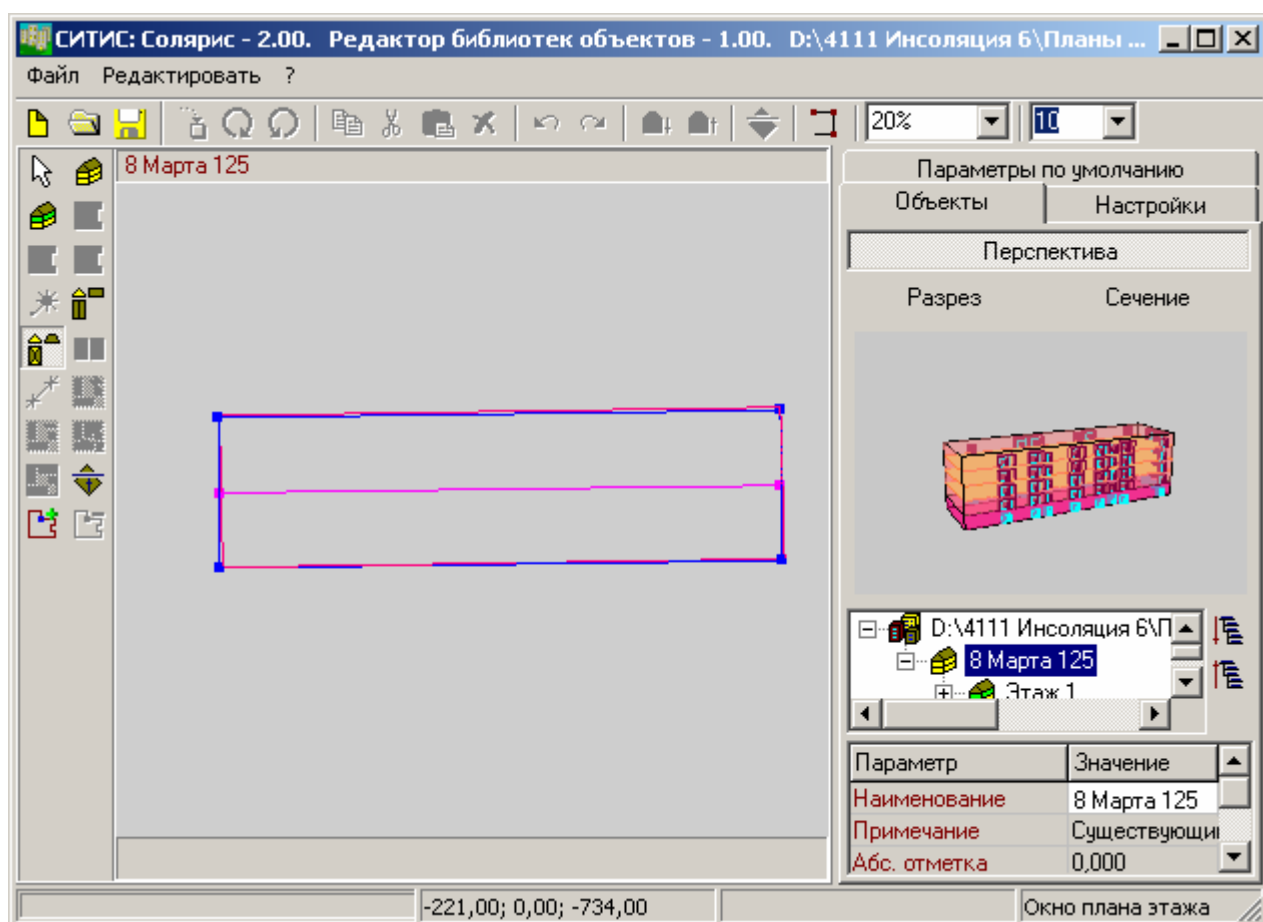 СИТИС: Солярис - 2.00. Редактор библиотек объектов - 1.00. D:\4111 Инсоляция 6\Планы ...
Файл Редактировать ?
20% 10
8 Марта 125
Параметры по умолчанию
Объекты Настройки
Перспектива
Разрез Сечение
D:\4111 Инсоляция 6\П
8 Марта 125
Этаж 1
Параметр Значение
Наименование 8 Марта 125
Примечание Существующи
Абс. отметка 0,000
-221,00; 0,00; -734,00 Окно плана этажа